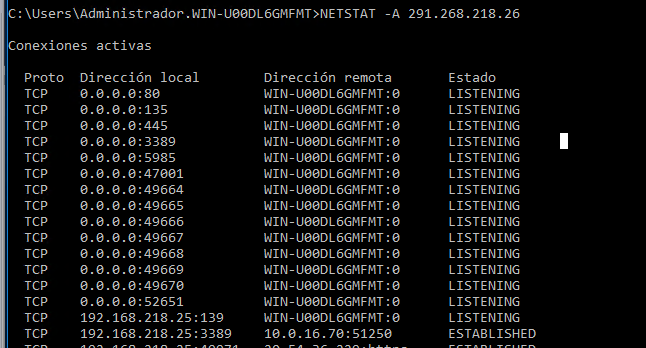 C:\Users\Administrador.WIN-U00DL6GMFMT>NETSTAT -A 291.268.218.26
Conexiones activas
Proto Dirección local Dirección remota Estado
TCP 0.0.0.0:80 WIN-U00DL6GMFMT:0 LISTENING
TCP 0.0.0.0:135 WIN-U00DL6GMFMT:0 LISTENING
TCP 0.0.0.0:445 WIN-U00DL6GMFMT:0 LISTENING
TCP 0.0.0.0:3389 WIN-U00DL6GMFMT:0 LISTENING
TCP 0.0.0.0:5985 WIN-U00DL6GMFMT:0 LISTENING
TCP 0.0.0.0:47001 WIN-U00DL6GMFMT:0 LISTENING
TCP 0.0.0.0:49664 WIN-U00DL6GMFMT:0 LISTENING
TCP 0.0.0.0:49665 WIN-U00DL6GMFMT:0 LISTENING
TCP 0.0.0.0:49666 WIN-U00DL6GMFMT:0 LISTENING
TCP 0.0.0.0:49667 WIN-U00DL6GMFMT:0 LISTENING
TCP 0.0.0.0:49668 WIN-U00DL6GMFMT:0 LISTENING
TCP 0.0.0.0:49669 WIN-U00DL6GMFMT:0 LISTENING
TCP 0.0.0.0:49670 WIN-U00DL6GMFMT:0 LISTENING
TCP 0.0.0.0:52651 WIN-U00DL6GMFMT:0 LISTENING
TCP 192.168.218.25:139 WIN-U00DL6GMFMT:0 LISTENING
TCP 192.168.218.25:3389 10.0.16.70:51250 ESTABLISHED
TCP ESTABLISHED